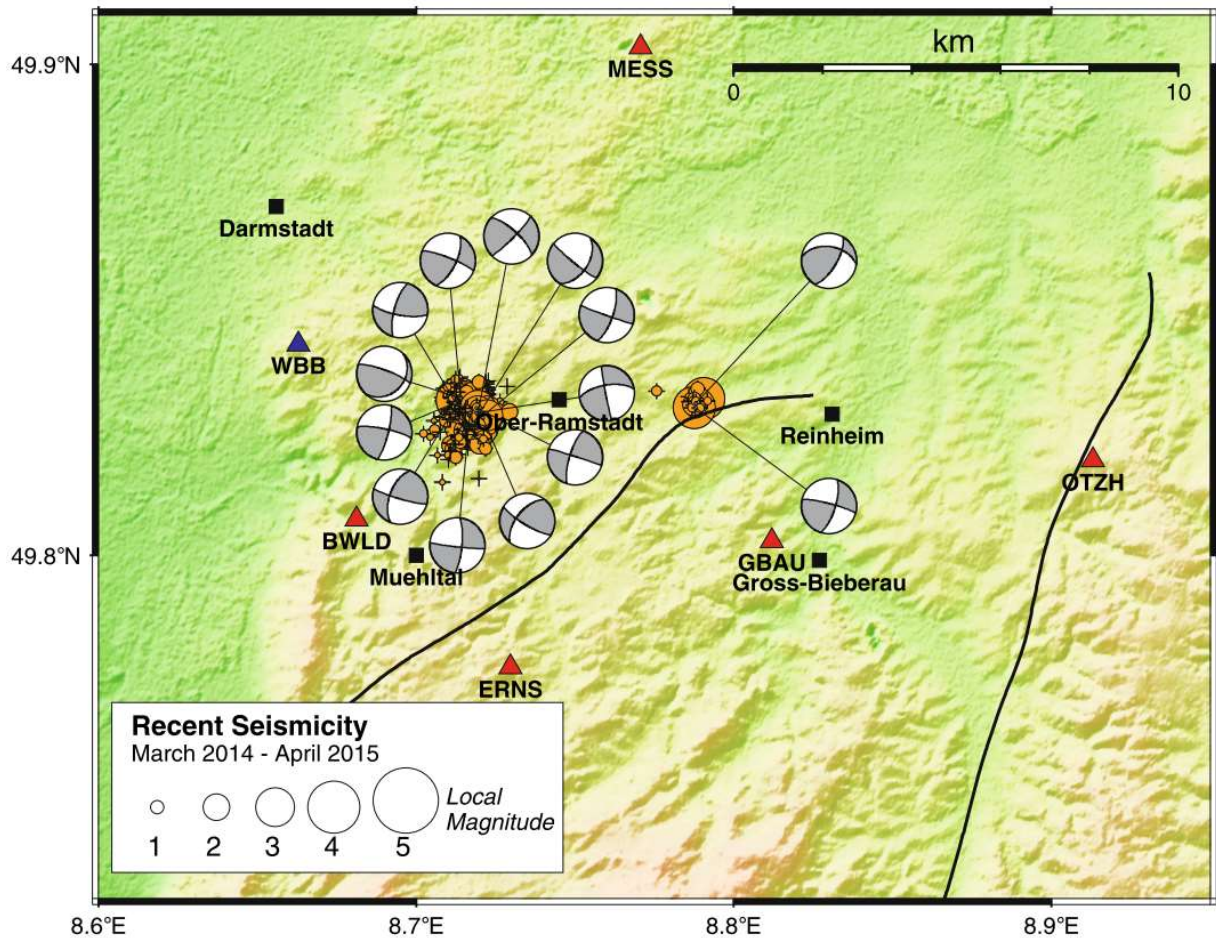 km
49.9°N
MESS
0 10
Darmstadt
WBB
Ober-Ramstadt
Reinheim
OTZH
BWLD
GBAU
49.8°N
Muehltal
Gross-Bieberau
ERNS
Recent Seismicity
March 2014 - April 2015
Local
Magnitude
1 2 3 4 5
8.6°E 8.7°E 8.8°E 8.9°E